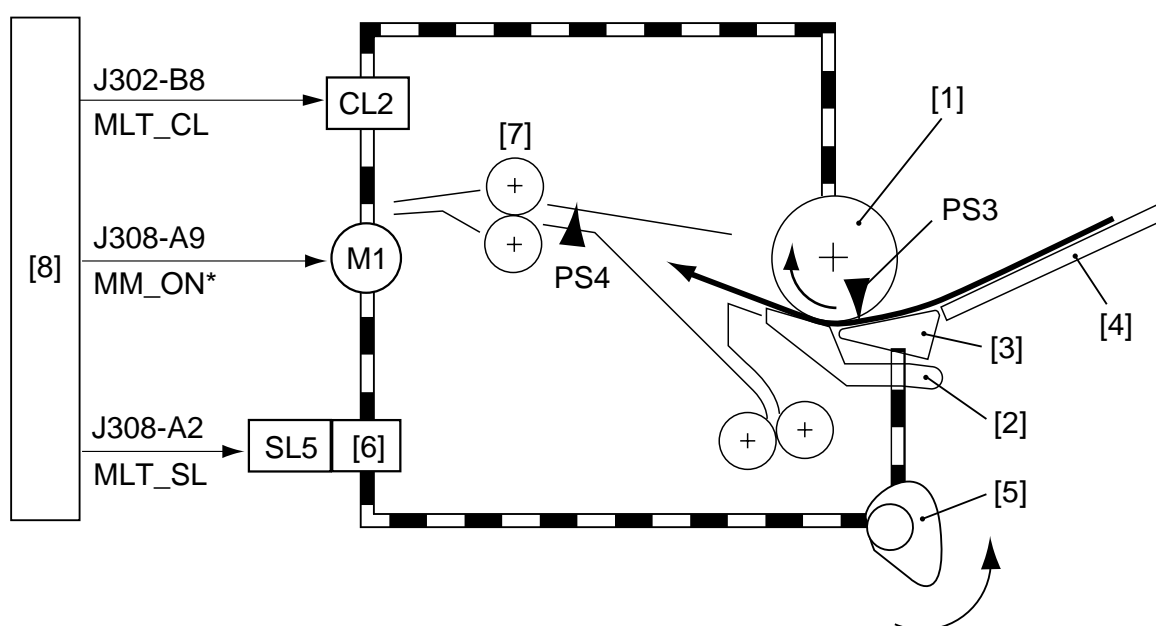 J302-B8
MLT_CL
CL2
[7]
[1]
PS3
J308-A9
[8]
M1
MM_ON*
PS4
[4]
[3]
[2]
J308-A2
SL5
[6]
MLT_SL
[5]